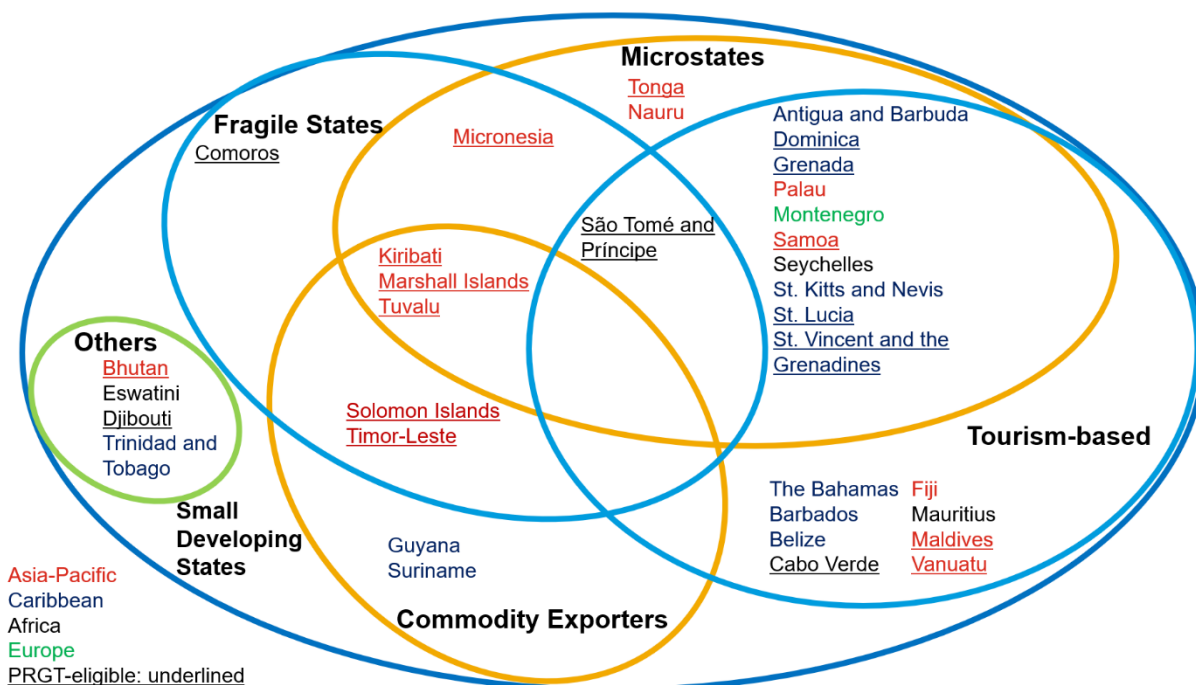 Microstates
Tonga
Nauru
Fragile States
Comoros
Micronesia
Antigua and Barbuda
Dominica
Grenada
Palau
Montenegro
Samoa
Seychelles
St. Kitts and Nevis
St. Lucia
St. Vincent and the
Grenadines
São Tomé and
Príncipe
Kiribati
Marshall Islands
Tuvalu
Others
Bhutan
Eswatini
Djibouti
Trinidad and
Tobago
Solomon Islands
Timor-Leste
Tourism-based
The Bahamas
Barbados
Belize
Cabo Verde
Fiji
Mauritius
Maldives
Vanuatu
Small
Developing
States
Guyana
Suriname
Commodity Exporters
Asia-Pacific
Caribbean
Africa
Europe
PRGT-eligible: underlined